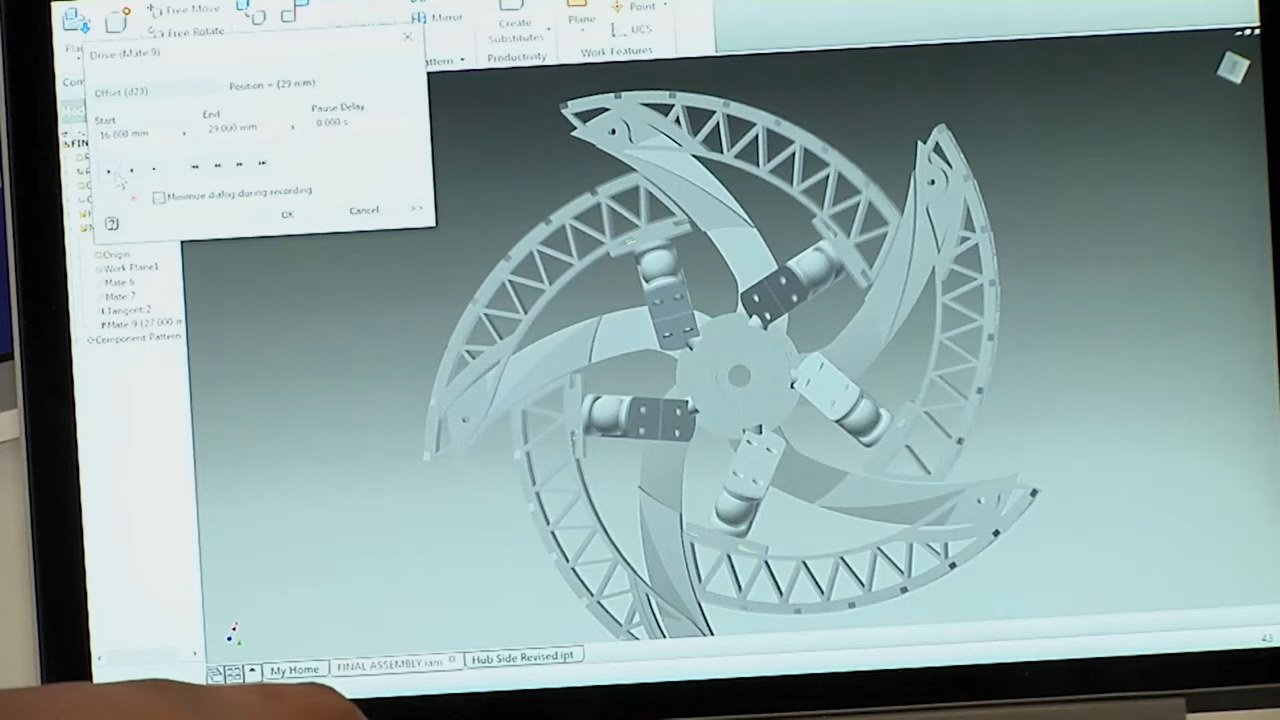 Free Move
Free Rotate
Mirror
Create
Substitutes
Productivity
Plane
Point
UCS
Work Features
Drive (Mate:9)
Offset (d23)
Position = (29 mm)
Start
End
Pause Delay
16.800 mm
29.000 mm
0.000 s
Minimize dialog during recording
OK
Cancel
>>
Origin
Work Plane1
Mate:6
Mate:7
Tangent:2
Mate:9 (27.000 m
Component Pattern
My Home
FINAL ASSEMBLY.iam
Hub Side Revised.ipt